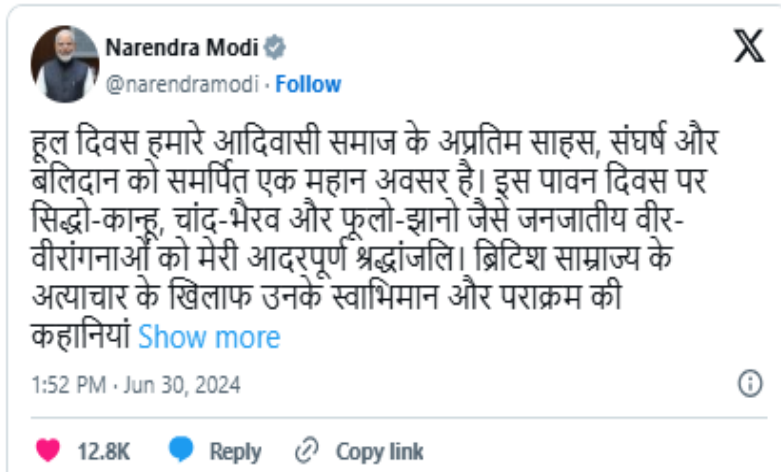 Narendra Modi
@narendramodi · Follow
हूल दिवस हमारे आदिवासी समाज के अप्रतिम साहस, संघर्ष और
बलिदान को समर्पित एक महान अवसर है। इस पावन दिवस पर
सिद्धो-कान्हू, चांद-भैरव और फूलो-झानो जैसे जनजातीय वीर-
वीरांगनाओं को मेरी आदरपूर्ण श्रद्धांजलि। ब्रिटिश साम्राज्य के
अत्याचार के खिलाफ उनके स्वाभिमान और पराक्रम की
कहानियां Show more
1:52 PM · Jun 30, 2024
12.8K Reply Copy link